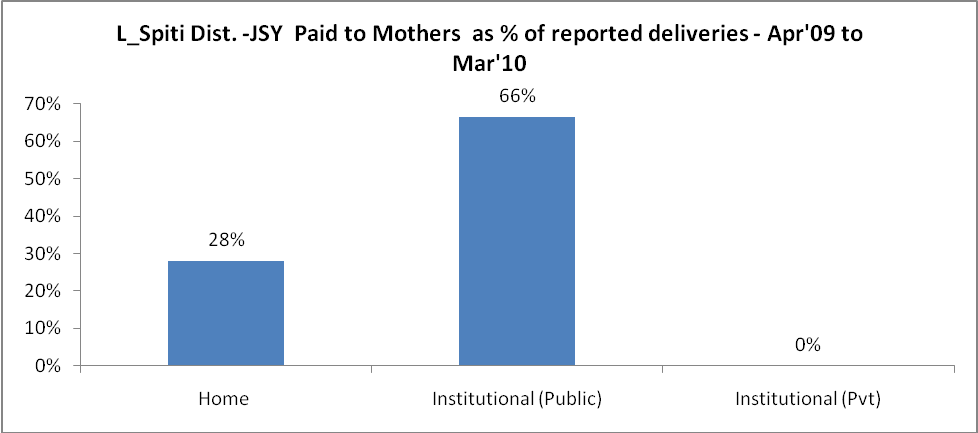 L_Spiti Dist. -JSY  Paid to Mothers  as % of reported deliveries - Apr'09 to
Mar'10
70%
60%
50%
40%
30%
20%
10%
0%
28%
66%
0%
Home
Institutional (Public)
Institutional (Pvt)